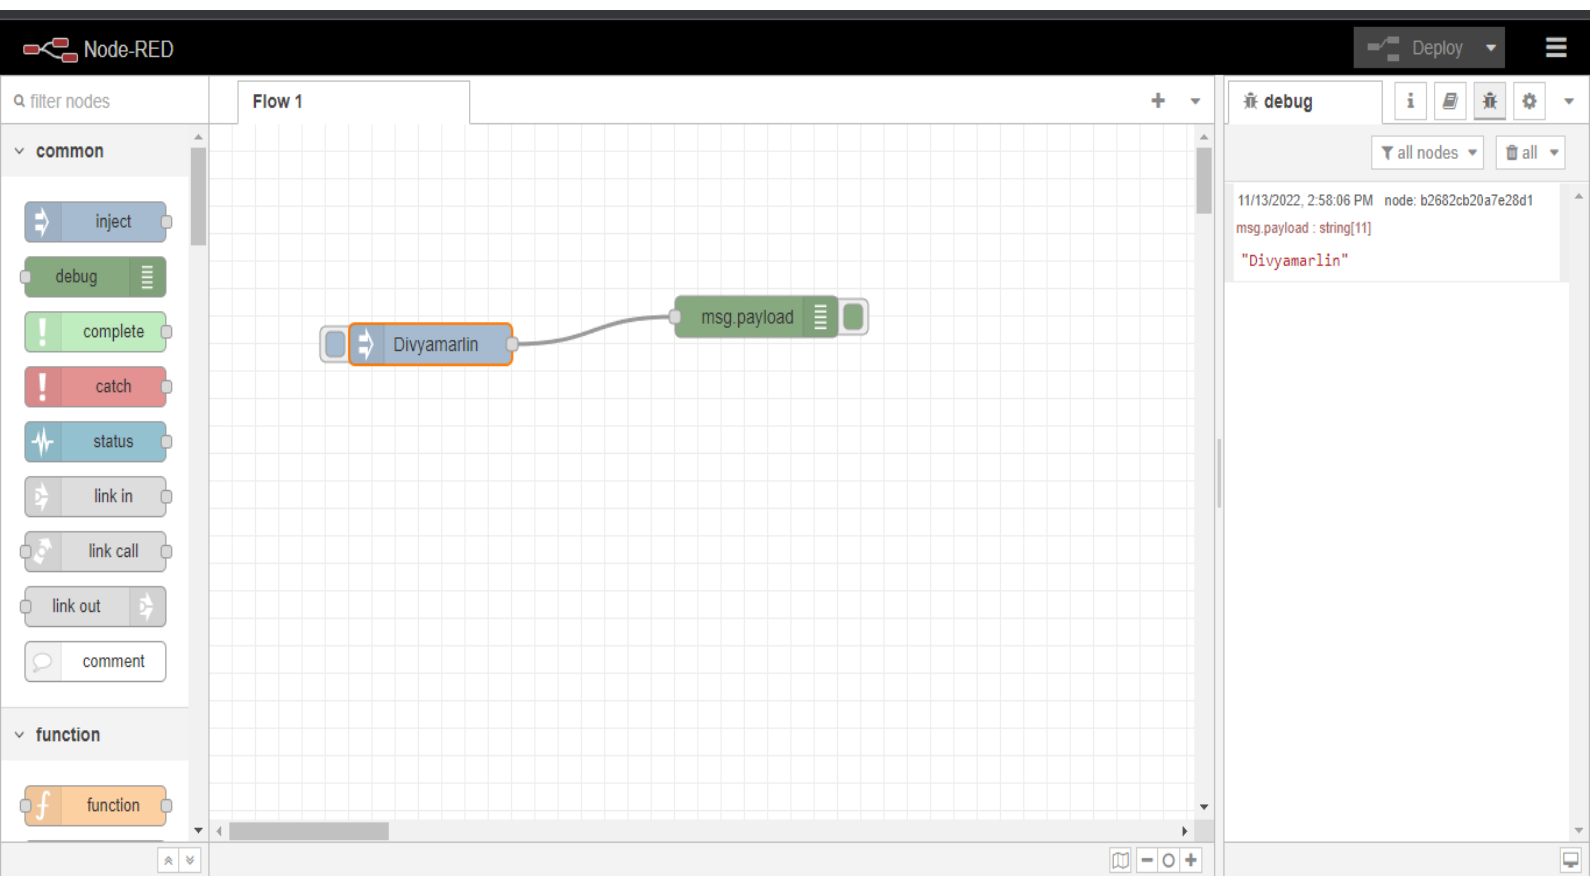 Node-RED
Deploy
filter nodes
Flow 1
debug
i
common
all nodes
all
inject
debug
complete
catch
status
link in
link call
link out
comment
function
function
Divyamarlin
msg.payload
11/13/2022, 2:58:06 PM node: b2682cb20a7e28d1
msg.payload : string[11]
"Divyamarlin"